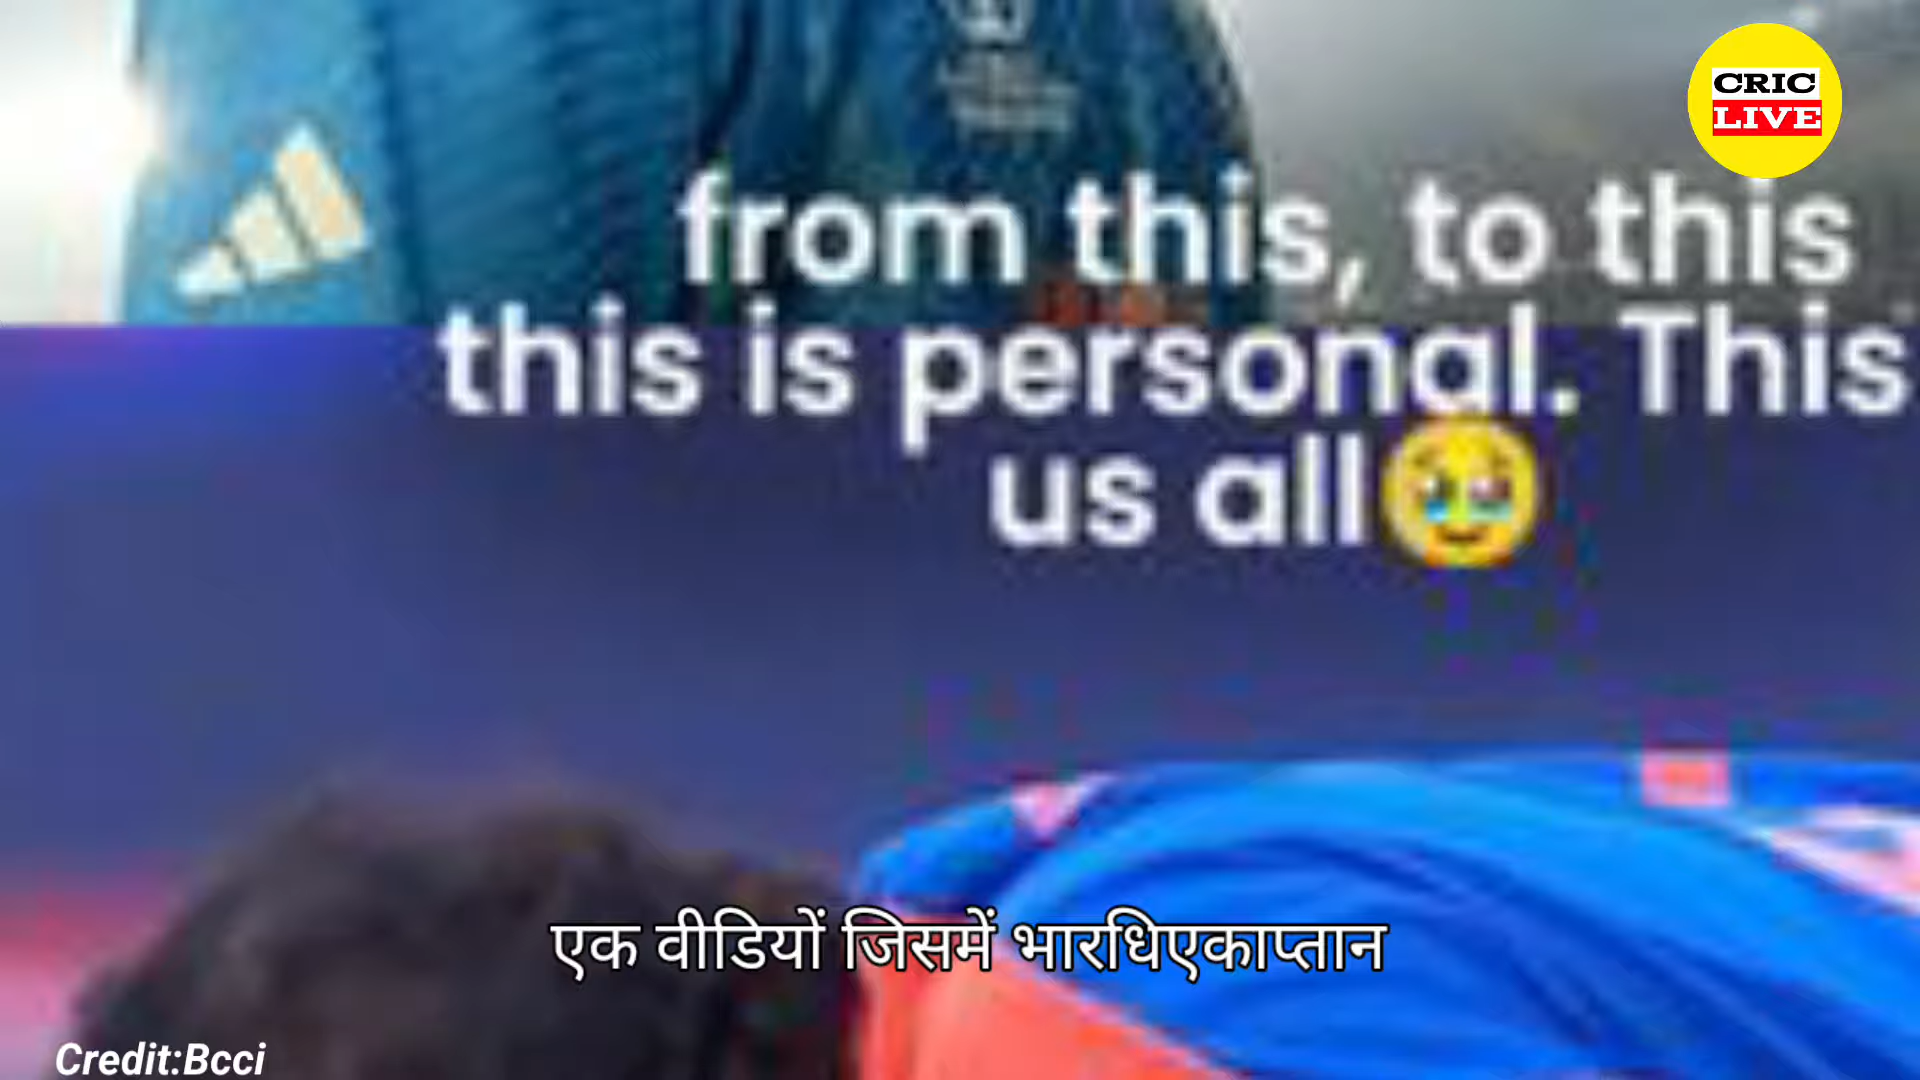 CRIC
LIVE
from this, to this
this is personal. This
us all🥹
एक वीडियों जिसमें भारधिएकाप्तान
Credit:Bcci